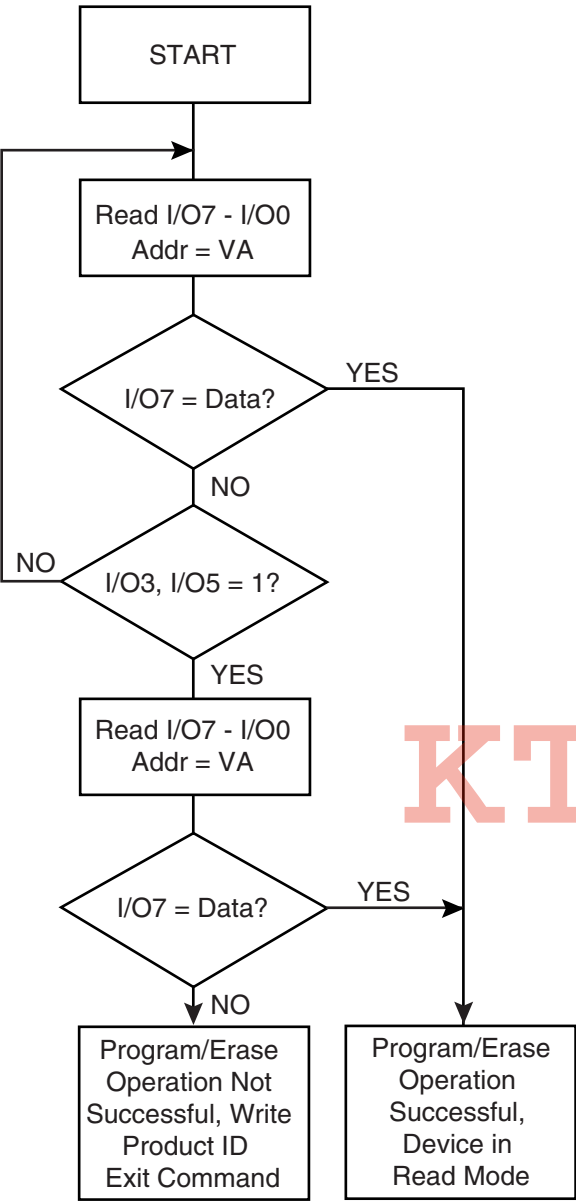 START
Read I/O7 - I/O0
Addr = VA
I/O7 = Data?
YES
NO
I/O3, I/O5 = 1?
NO
YES
Read I/O7 - I/O0
Addr = VA
I/O7 = Data?
YES
NO
Program/Erase
Operation Not
Successful, Write
Product ID
Exit Command
Program/Erase
Operation
Successful,
Device in
Read Mode
KT